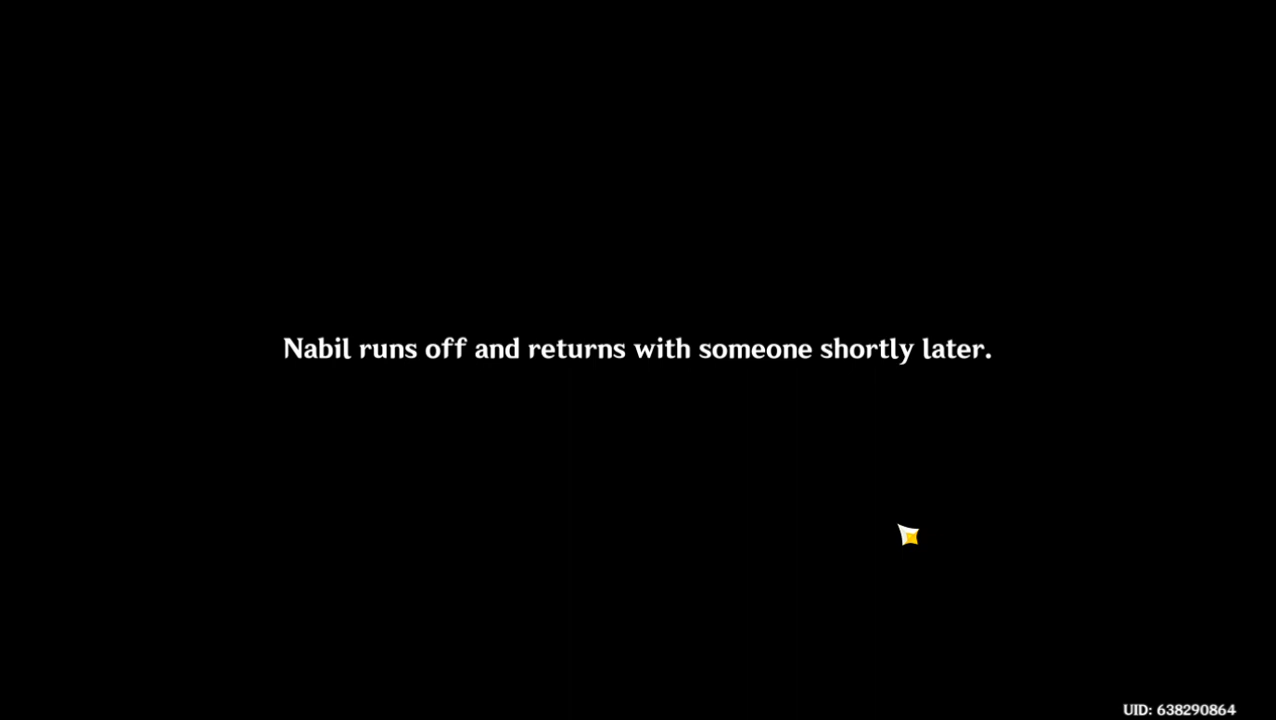 Nabil runs off and returns with someone shortly later.
UID: 638290864